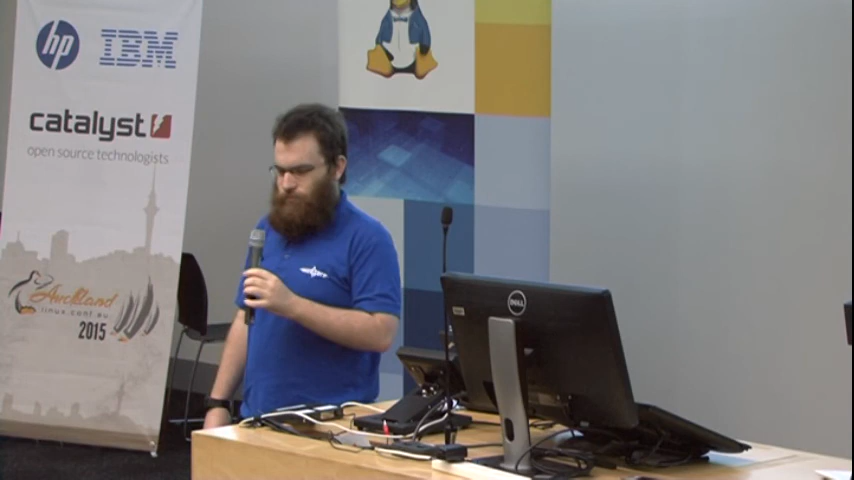 hp
IBM
catalyst
open source technologists
Auckland
linux.conf.au
2015
DELL